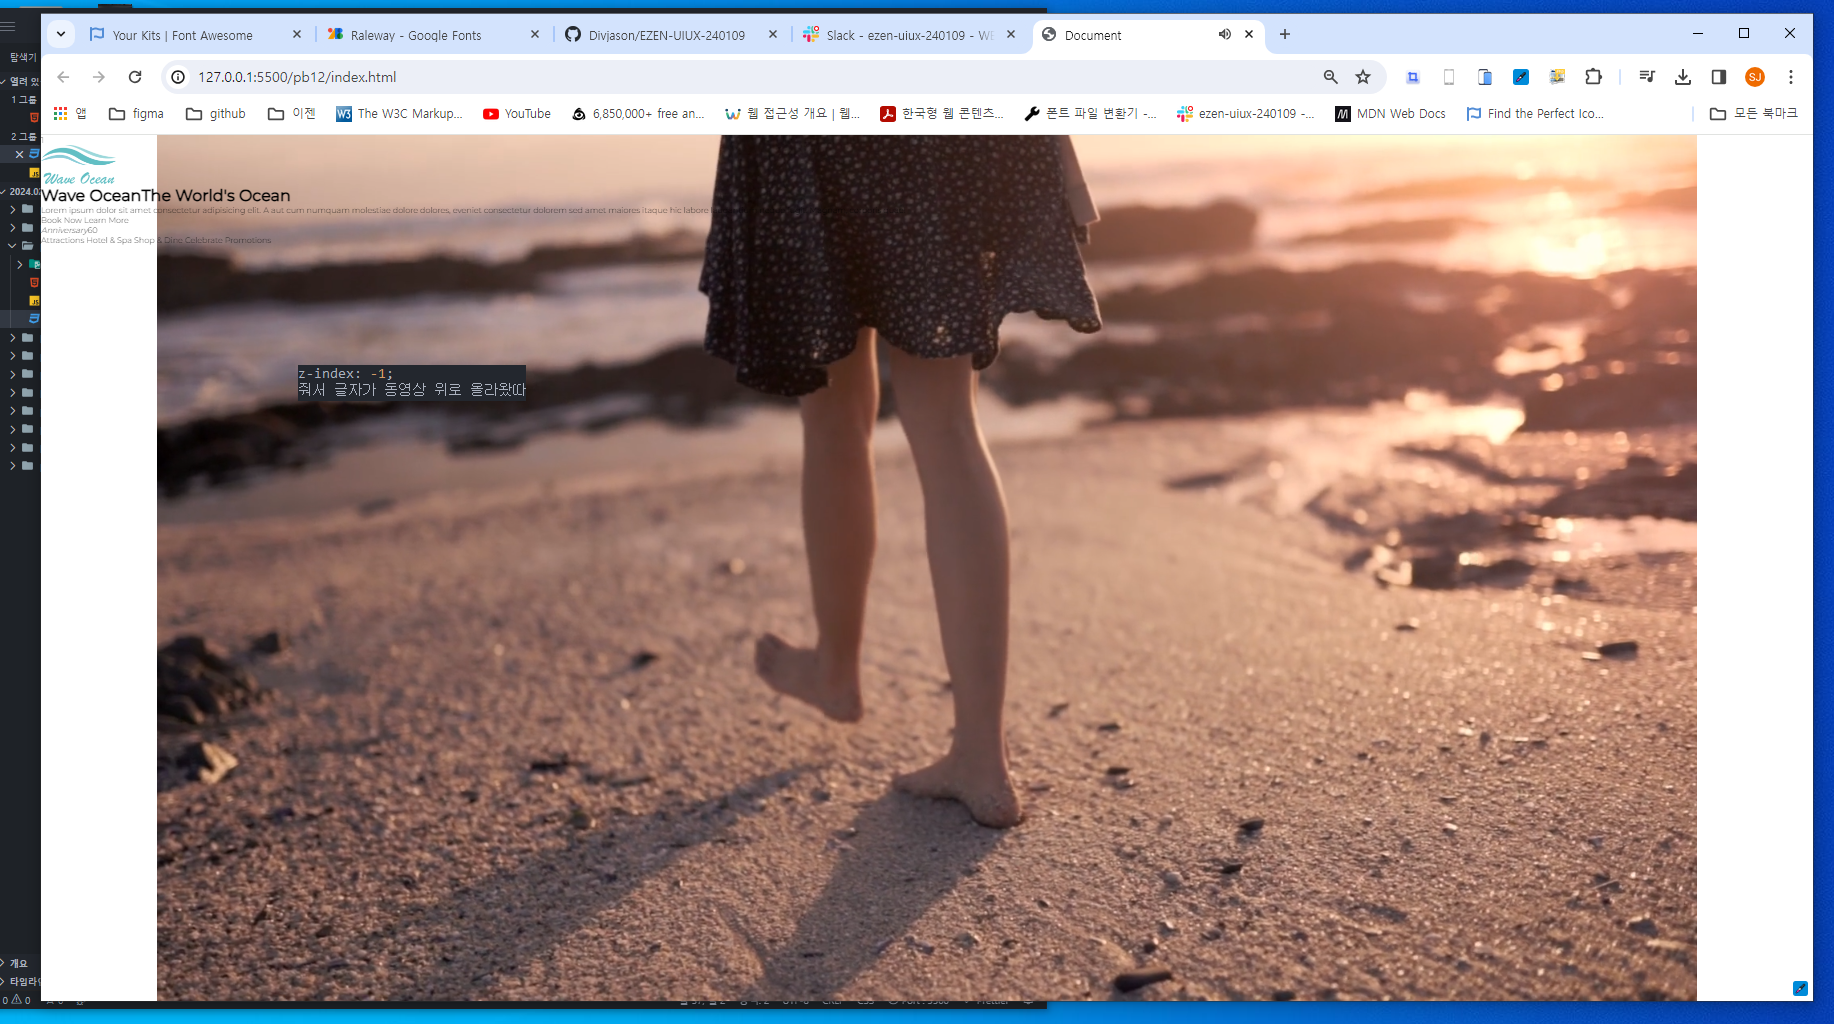 Your Kits | Font Awesome
Raleway - Google Fonts
Divjason/EZEN-UIUX-240109
Slack - ezen-uiux-240109 - WE
Document
127.0.0.1:5500/pb12/index.html
SJ
앱
figma
github
이젠
The W3C Markup...
YouTube
6,850,000+ free an...
웹 접근성 개요 | 웹...
한국형 웹 콘텐츠...
폰트 파일 변환기 -...
ezen-uiux-240109 -...
MDN Web Docs
Find the Perfect Ico...
모든 북마크
탐색기
열려 있
1 그룹
2 그룹
Wave Ocean
Wave OceanThe World's Ocean
Lorem ipsum dolor sit amet consectetur adipisicing elit. A aut cum numquam molestiae dolore dolores, eveniet consectetur dolorem sed amet maiores itaque hic labore
Book Now Learn More
Anniversary60
Attractions Hotel & Spa Shop & Dine Celebrate Promotions
z-index: -1;
줘서 글자가 동영상 위로 올라왔따
개요
타임라인
0 0